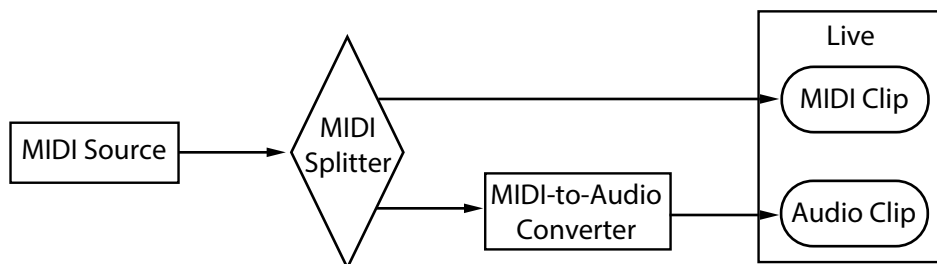 MIDI Source
MIDI
Splitter
MIDI-to-Audio
Converter
Live
MIDI Clip
Audio Clip